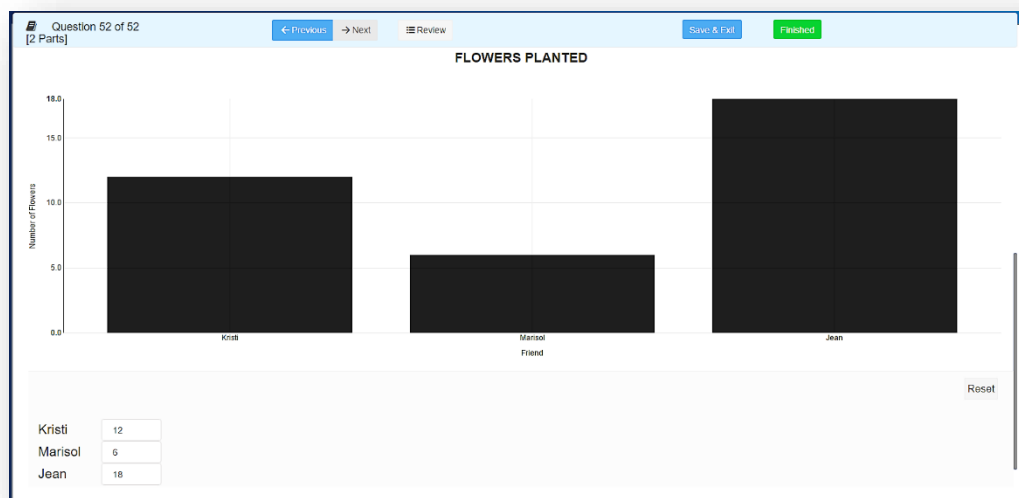 Question 52 of 52
[2 Parts]
← Previous
→ Next
Review
Save & Exit
Finished
FLOWERS PLANTED
18.0
15.0
10.0
5.0
0.0
Number of Flowers
Kristi Marisol Jean
Friend
Reset
Kristi 12
Marisol 6
Jean 18